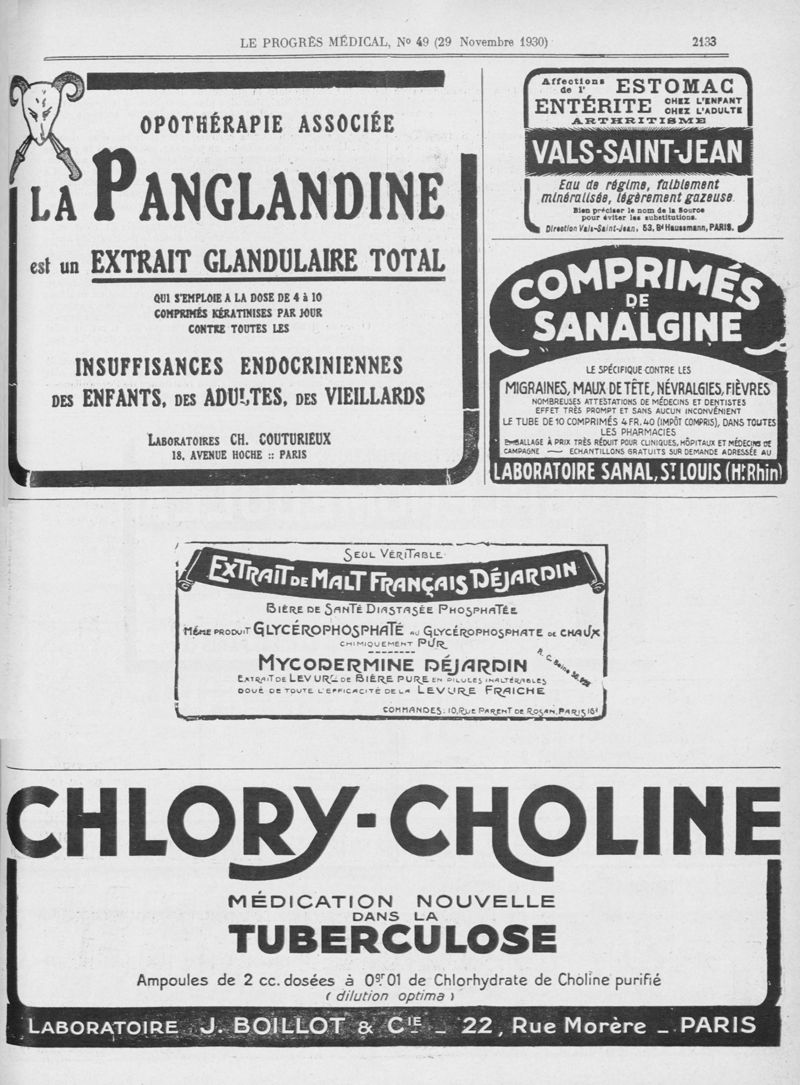 LE PROGRÈS MÉDICAL, No 49 (29 Novembre 1930)
2133
OPOTHÉRAPIE ASSOCIÉE
LA PANGLANDINE
est un EXTRAIT GLANDULAIRE TOTAL
QUI S'EMPLOIE A LA DOSE DE 4 à 10
COMPRIMÉS KÉRATINISES PAR JOUR
CONTRE TOUTES LES
INSUFFISANCES ENDOCRINIENNES
DES ENFANTS, DES ADULTES, DES VIEILLARDS
LABORATOIRES CH. COUTURIEUX
18, AVENUE HOCHE :: PARIS
Affections de l' ESTOMAC
ENTÉRITE CHEZ L'ENFANT CHEZ L'ADULTE
ARTHRITISME
VALS-SAINT-JEAN
Eau de régime, faiblement
minéralisée, légèrement gazeuse
Bien préciser le nom de la Source
pour éviter les substitutions.
Direction Vals-Saint-Jean, 53, Bd Haussmann, PARIS.
COMPRIMÉS
DE
SANALGINE
LE SPÉCIFIQUE CONTRE LES
MIGRAINES, MAUX DE TÊTE, NÉVRALGIES, FIÈVRES
NOMBREUSES ATTESTATIONS DE MÉDECINS ET DENTISTES
EFFET TRÈS PROMPT ET SANS AUCUN INCONVÉNIENT
LE TUBE DE 10 COMPRIMÉS 4 FR. 40 (IMPÔT COMPRIS), DANS TOUTES
LES PHARMACIES
EMBALLAGE À PRIX TRÈS RÉDUIT POUR CLINIQUES, HÔPITAUX ET MÉDECINS DE
CAMPAGNE — ECHANTILLONS GRATUITS SUR DEMANDE ADRESSÉE AU
LABORATOIRE SANAL, ST LOUIS (Ht Rhin)
SEUL VÉRITABLE
EXTRAIT DE MALT FRANÇAIS DÉJARDIN
BIÈRE DE SANTÉ DIASTASÉE PHOSPHATÉE
MÊME PRODUIT GLYCÉROPHOSPHATÉ AU GLYCÉROPHOSPHATE DE CHAUX
CHIMIQUEMENT PUR
MYCODERMINE DÉJARDIN
EXTRAIT DE LEVURE DE BIÈRE PURE EN PILULES INALTÉRABLES
DOUÉ DE TOUTE L'EFFICACITÉ DE LA LEVURE FRAICHE
R. C. Seine
COMMANDES: 10, RUE PARENT DE ROSAN, PARIS 16e
CHLORY-CHOLINE
MÉDICATION NOUVELLE
DANS LA
TUBERCULOSE
Ampoules de 2 cc. dosées à 0gr01 de Chlorhydrate de Choline purifié
( dilution optima )
LABORATOIRE J. BOILLOT & CIE - 22, Rue Morère - PARIS